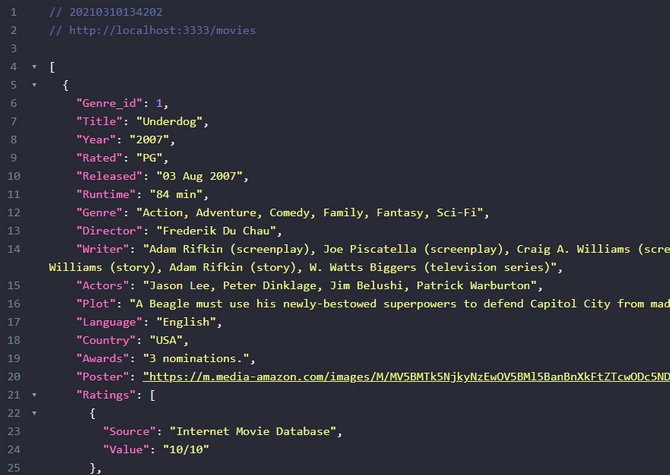 1 // 20210310134202
2 // http://localhost:3333/movies
3
4 [
5 {
6 "Genre_id": 1,
7 "Title": "Underdog",
8 "Year": "2007",
9 "Rated": "PG",
10 "Released": "03 Aug 2007",
11 "Runtime": "84 min",
12 "Genre": "Action, Adventure, Comedy, Family, Fantasy, Sci-Fi",
13 "Director": "Frederik Du Chau",
14 "Writer": "Adam Rifkin (screenplay), Joe Piscatella (screenplay), Craig A. Williams (scre
Williams (story), Adam Rifkin (story), W. Watts Biggers (television series)",
15 "Actors": "Jason Lee, Peter Dinklage, Jim Belushi, Patrick Warburton",
16 "Plot": "A Beagle must use his newly-bestowed superpowers to defend Capitol City from mad
17 "Language": "English",
18 "Country": "USA",
19 "Awards": "3 nominations.",
20 "Poster": "https://m.media-amazon.com/images/M/MV5BMTk5NjkyNzEwOV5BMl5BanBnXkFtZTcwODc5ND
21 "Ratings": [
22 {
23 "Source": "Internet Movie Database",
24 "Value": "10/10"
25 },